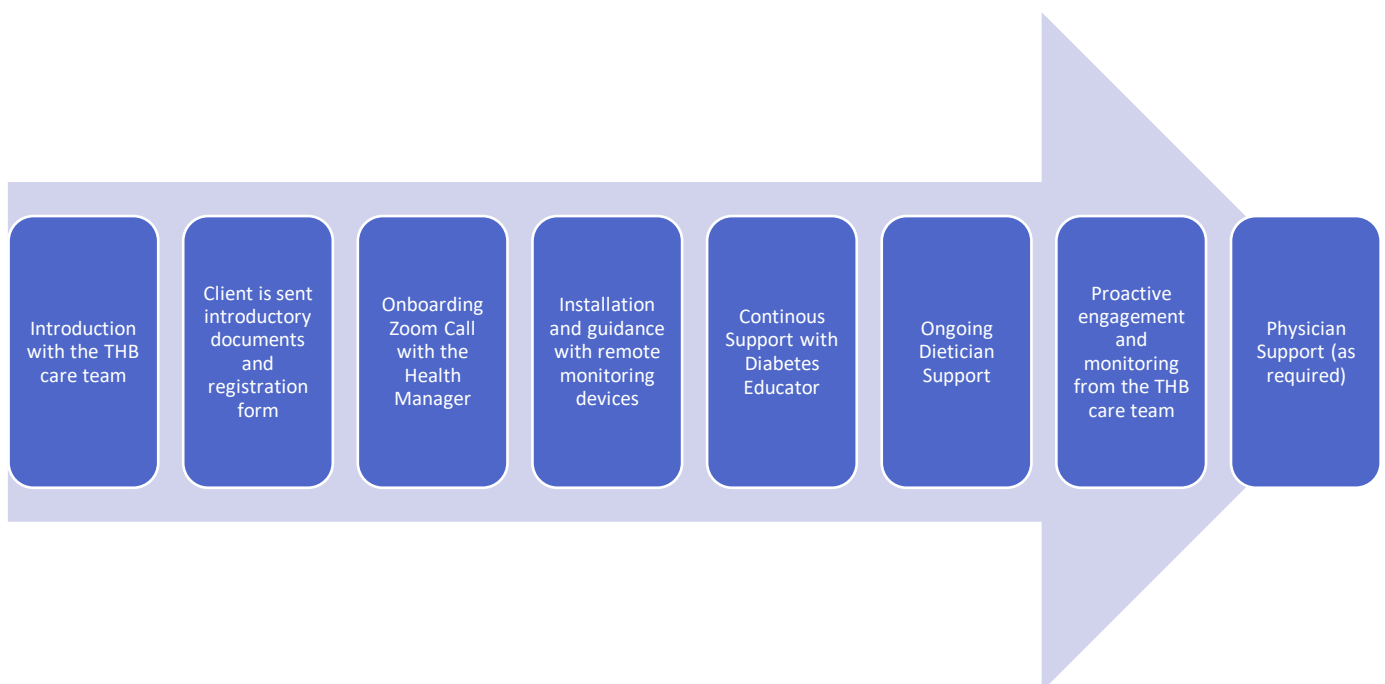 Introduction
with the THB
care team
Client is sent
introductory
documents
and
registration
form
Onboarding
Zoom Call
with the
Health
Manager
Installation
and guidance
with remote
monitoring
devices
Continous
Support with
Diabetes
Educator
Ongoing
Dietician
Support
Proactive
engagement
and
monitoring
from the THB
care team
Physician
Support (as
required)